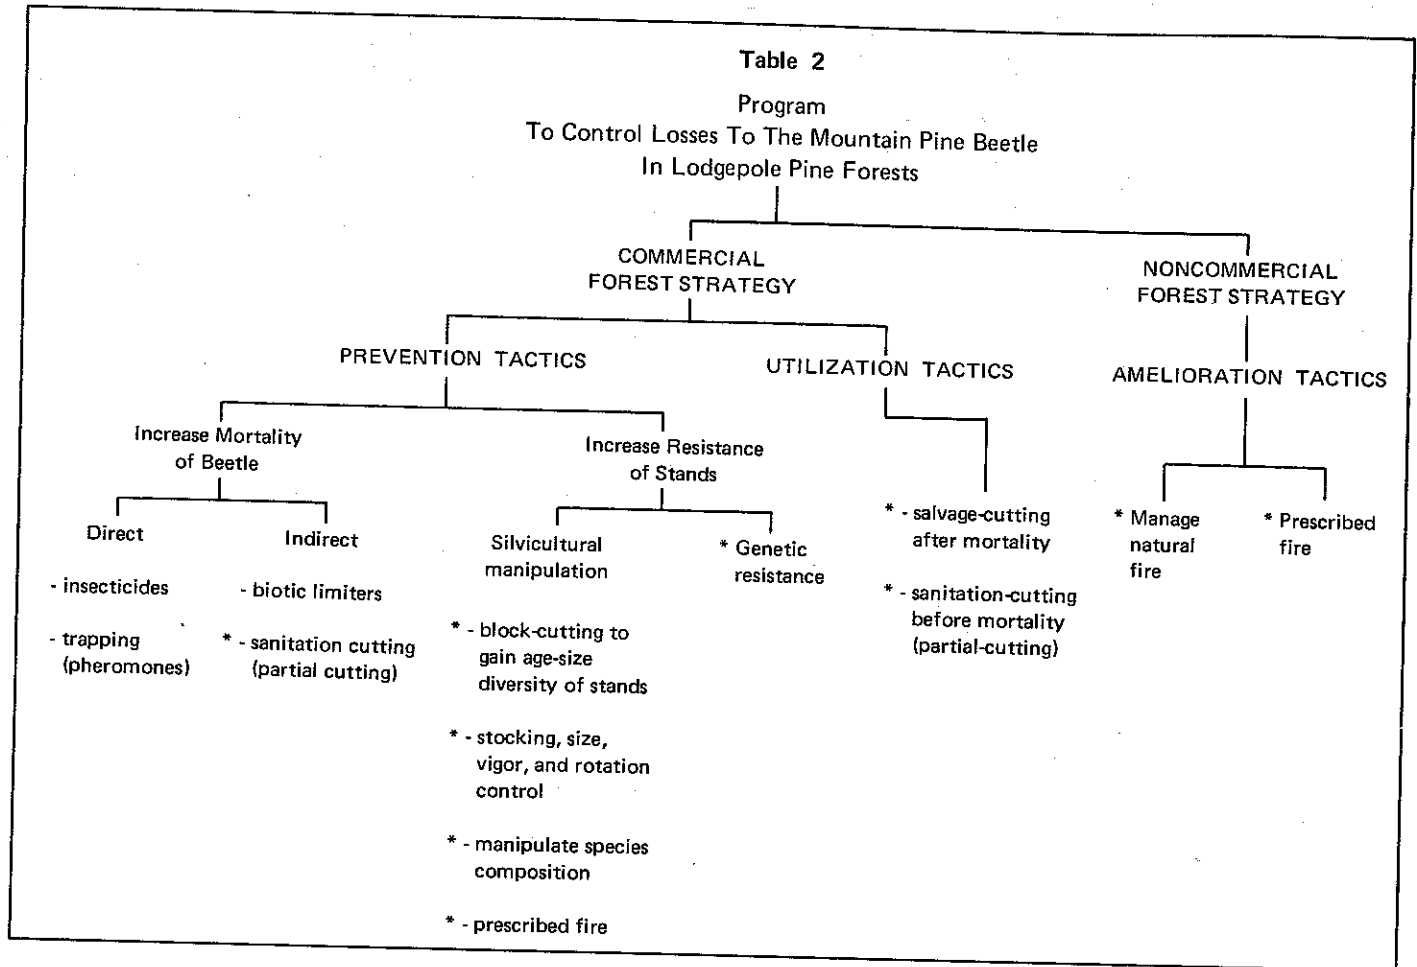 Table 2
Program
To Control Losses To The Mountain Pine Beetle
In Lodgepole Pine Forests
COMMERCIAL
FOREST STRATEGY
NONCOMMERCIAL
FOREST STRATEGY
PREVENTION TACTICS
UTILIZATION TACTICS
AMELIORATION TACTICS
Increase Mortality
of Beetle
Increase Resistance
of Stands
Direct
- insecticides
- trapping
(pheromones)
Indirect
- biotic limiters
* - sanitation cutting
(partial cutting)
Silvicultural
manipulation
* - block-cutting to
gain age-size
diversity of stands
* - stocking, size,
vigor, and rotation
control
* - manipulate species
composition
* - prescribed fire
* Genetic
resistance
* - salvage-cutting
after mortality
* - sanitation-cutting
before mortality
(partial-cutting)
* Manage
natural
fire
* Prescribed
fire